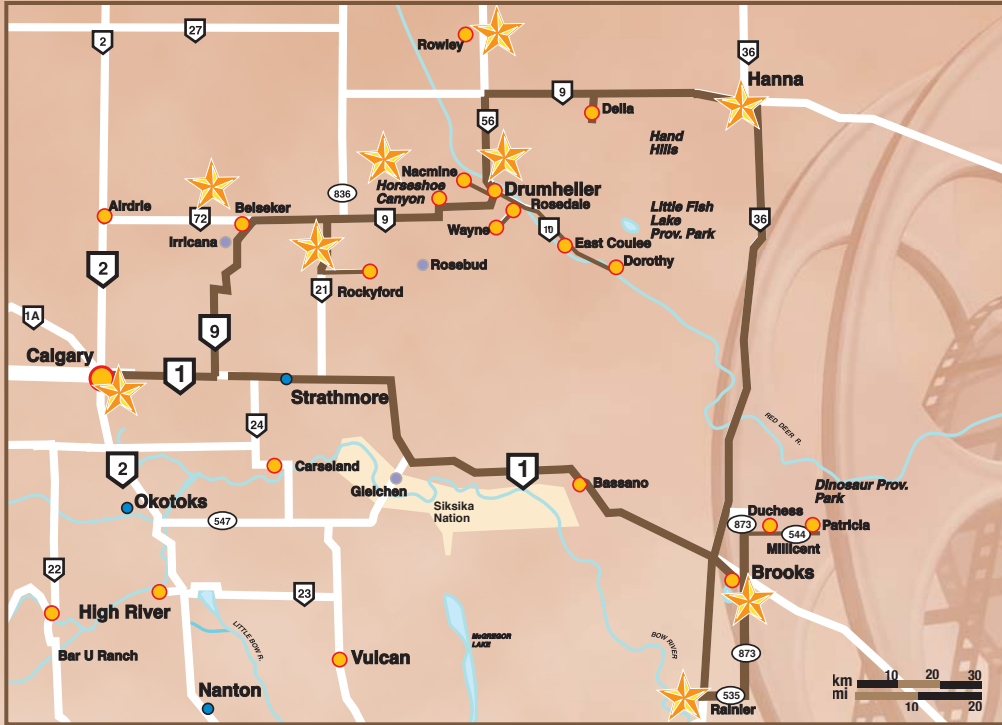 27
2
Rowley
36
Hanna
9
Delia
56
Hand
Hills
Nacmine
Horseshoe
Canyon
Drumheller
Rosedale
836
Airdrie
72
Beiseker
9
Wayne
10
Little Fish
Lake
Prov. Park
36
Irricana
East Coulee
Dorothy
2
Rosebud
Rockyford
21
1A
9
Calgary
1
Strathmore
24
RED DEER R.
2
Carseland
Gleichen
1
Bassano
Dinosaur Prov.
Park
Okotoks
Siksika
Nation
547
Duchess
873
544
Patricia
Millicent
22
Brooks
23
High River
LITTLE BOW R.
McGREGOR
LAKE
BOW RIVER
Bar U Ranch
Vulcan
873
Nanton
535
Rainier
km 10 20 30
mi 10 20